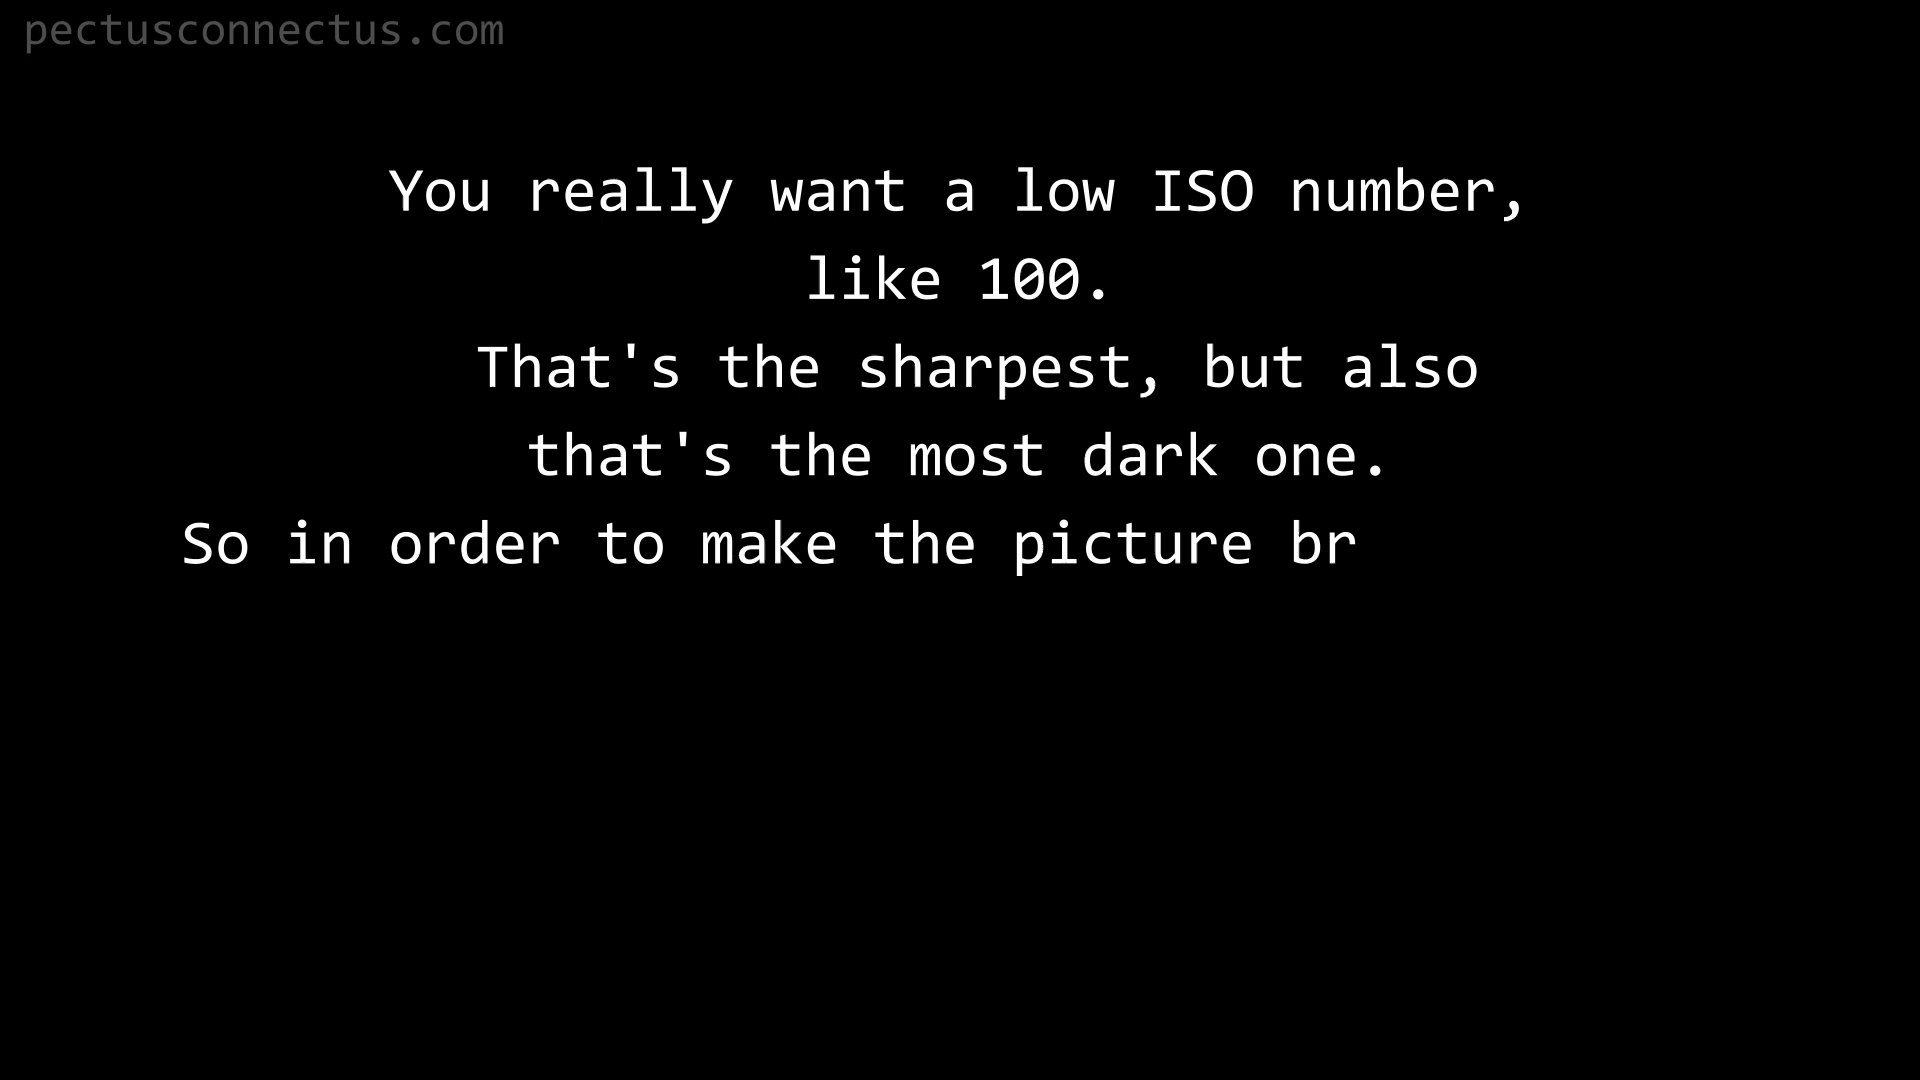 pectusconnectus.com
You really want a low ISO number,
like 100.
That's the sharpest, but also
that's the most dark one.
So in order to make the picture br